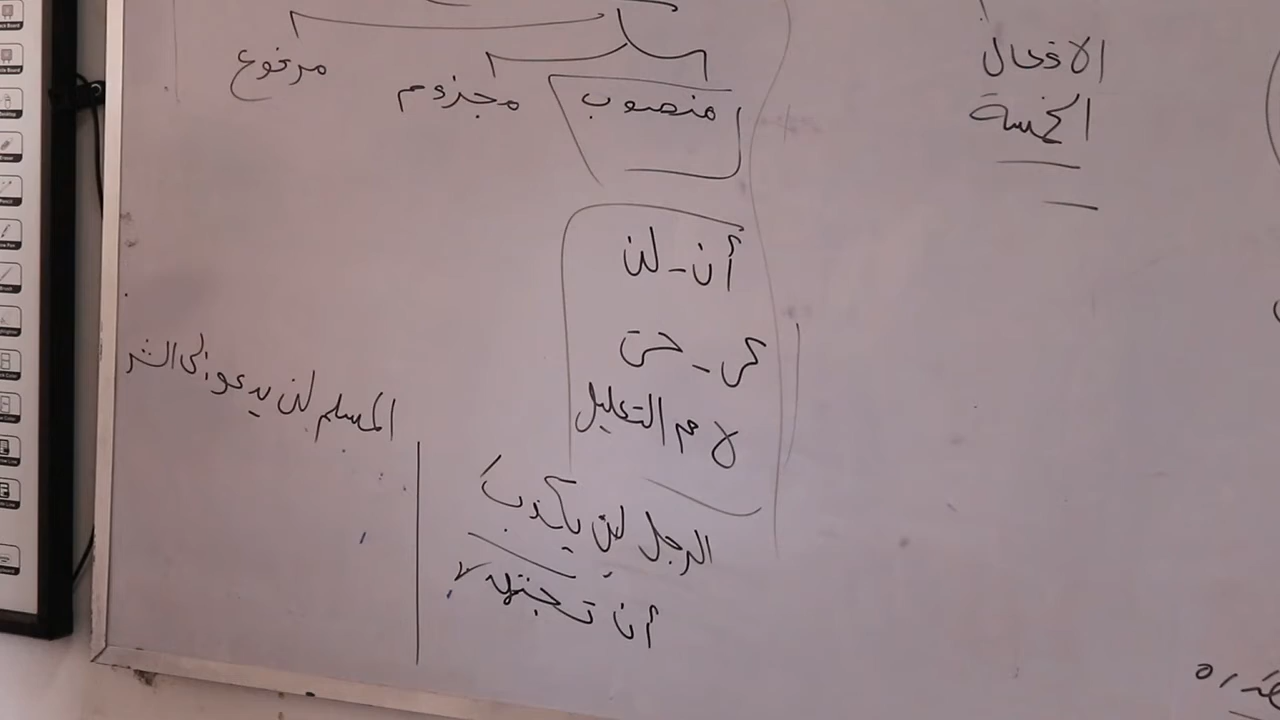 الافعال
الخمسة
منصوب
مجزوم
مرفوع
أن - لن
كي - حتى
لام التعليل
الرجل لن يكذبَ
أن تجتهد
المسلم لن يدعو إلى الشر